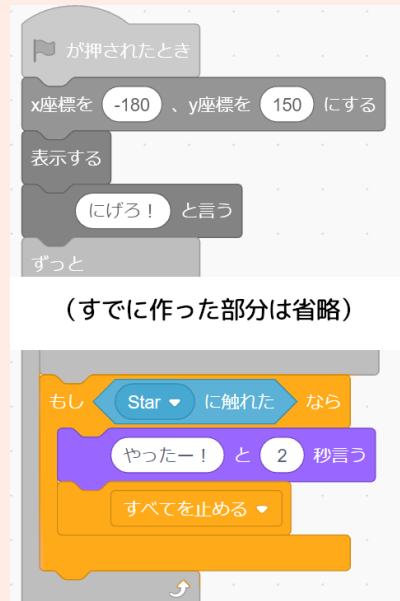 が押されたとき
x座標を -180 、y座標を 150 にする
表示する
にげろ！ と言う
ずっと
（すでに作った部分は省略）
もし Star に触れた なら
やったー！ と 2 秒言う
すべてを止める